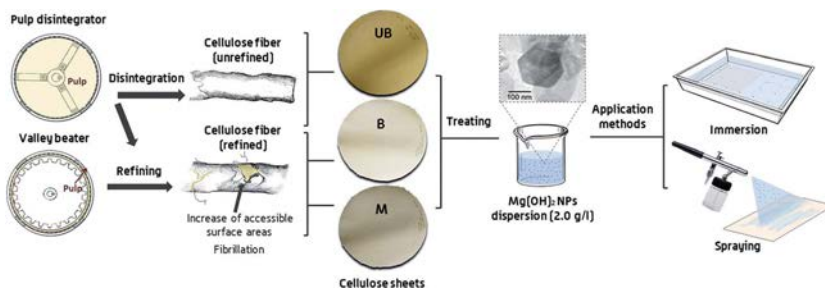 Pulp disintegrator
Pulp
Disintegration
Valley beater
Pulp
Refining
Cellulose fiber
(unrefined)
Cellulose fiber
(refined)
Increase of accessible
surface areas
Fibrillation
UB
B
M
Cellulose sheets
Treating
100 nm
Mg(OH)₂ NPs
dispersion (2.0 g/l)
Application
methods
Immersion
Spraying